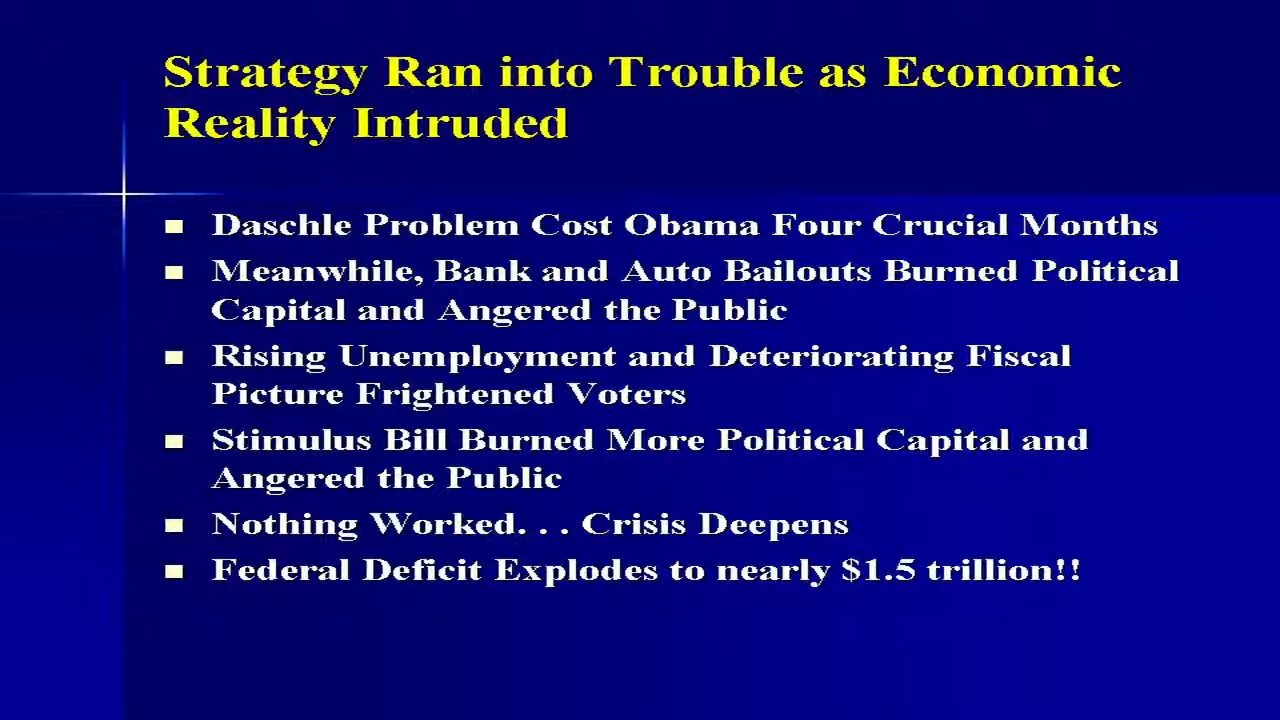 Strategy Ran into Trouble as Economic
Reality Intruded
Daschle Problem Cost Obama Four Crucial Months
Meanwhile, Bank and Auto Bailouts Burned Political
Capital and Angered the Public
Rising Unemployment and Deteriorating Fiscal
Picture Frightened Voters
Stimulus Bill Burned More Political Capital and
Angered the Public
Nothing Worked. . . Crisis Deepens
Federal Deficit Explodes to nearly $1.5 trillion!!